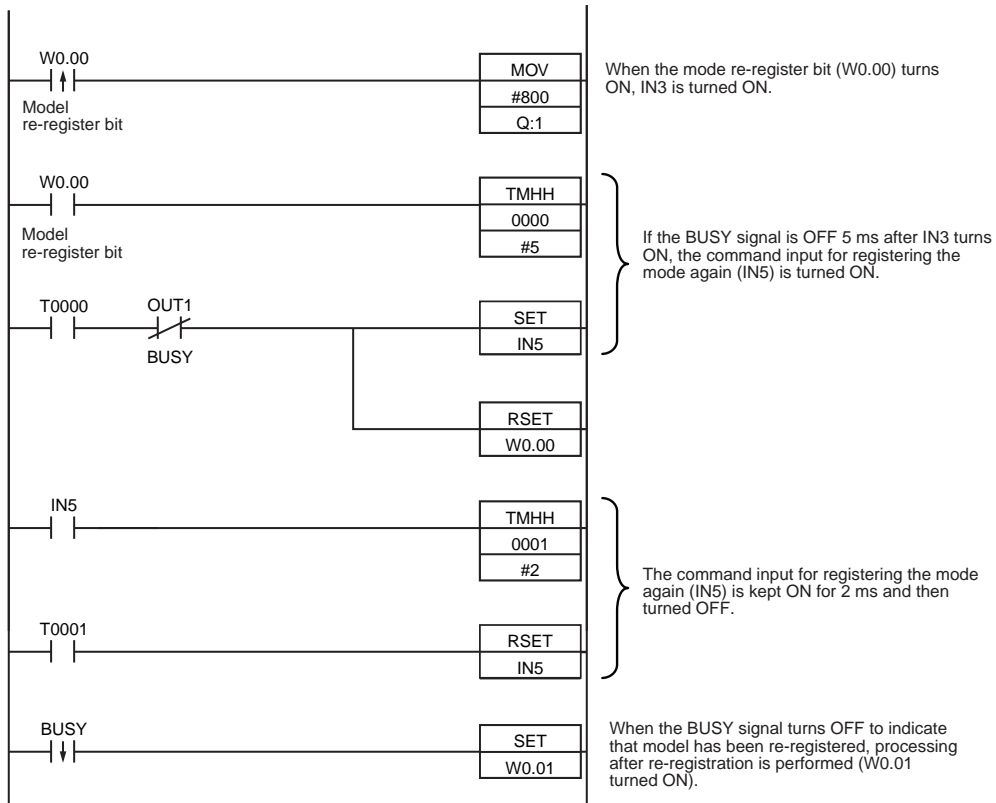 W0.00
Model
re-register bit
MOV
#800
Q:1
When the mode re-register bit (W0.00) turns
ON, IN3 is turned ON.
W0.00
Model
re-register bit
TMHH
0000
#5
If the BUSY signal is OFF 5 ms after IN3 turns
ON, the command input for registering the
mode again (IN5) is turned ON.
T0000
OUT1
BUSY
SET
IN5
RSET
W0.00
IN5
TMHH
0001
#2
The command input for registering the mode
again (IN5) is kept ON for 2 ms and then
turned OFF.
T0001
RSET
IN5
BUSY
SET
W0.01
When the BUSY signal turns OFF to indicate
that model has been re-registered, processing
after re-registration is performed (W0.01
turned ON).